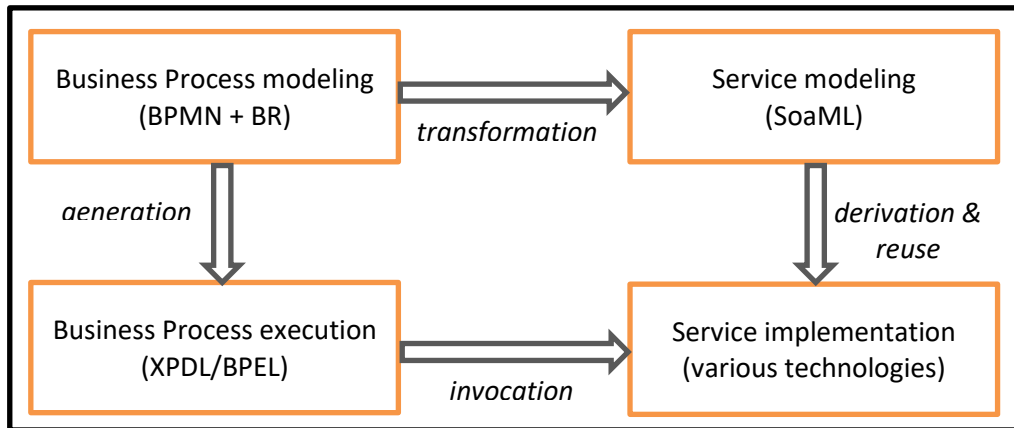 Business Process modeling
(BPMN + BR)
transformation
Service modeling
(SoaML)
generation
derivation &
reuse
Business Process execution
(XPDL/BPEL)
invocation
Service implementation
(various technologies)